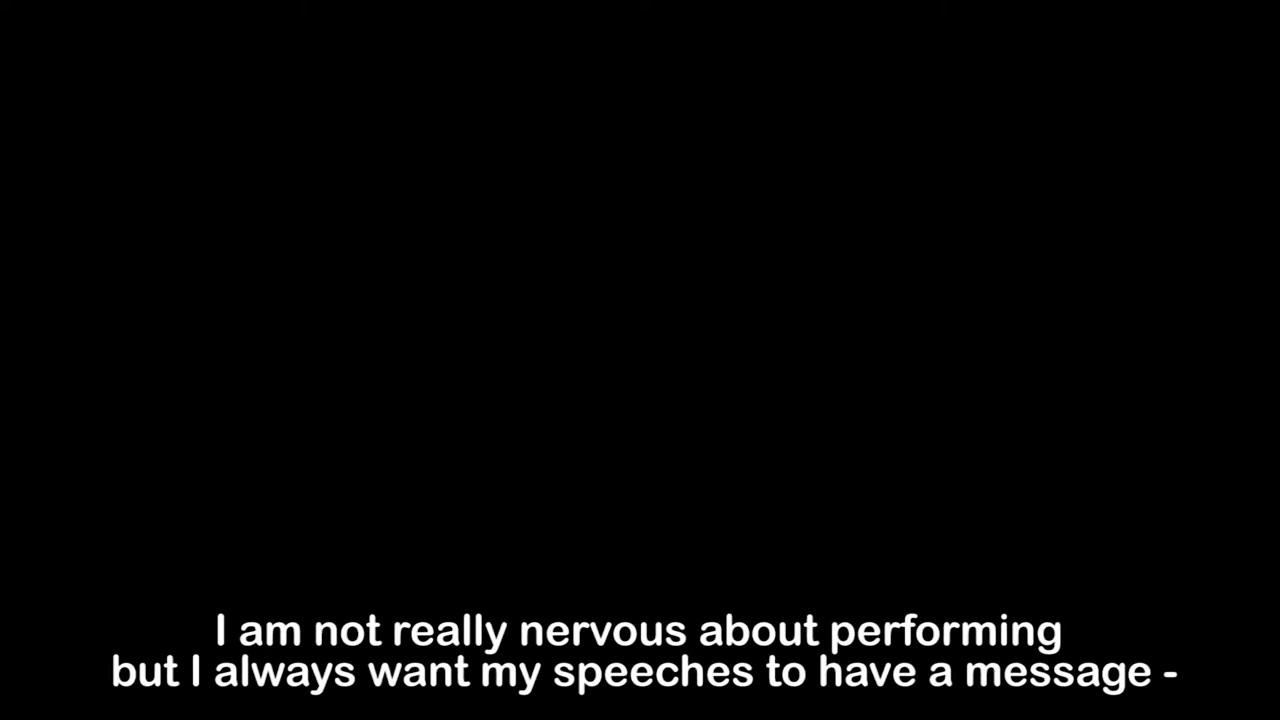 I am not really nervous about performing
but I always want my speeches to have a message -